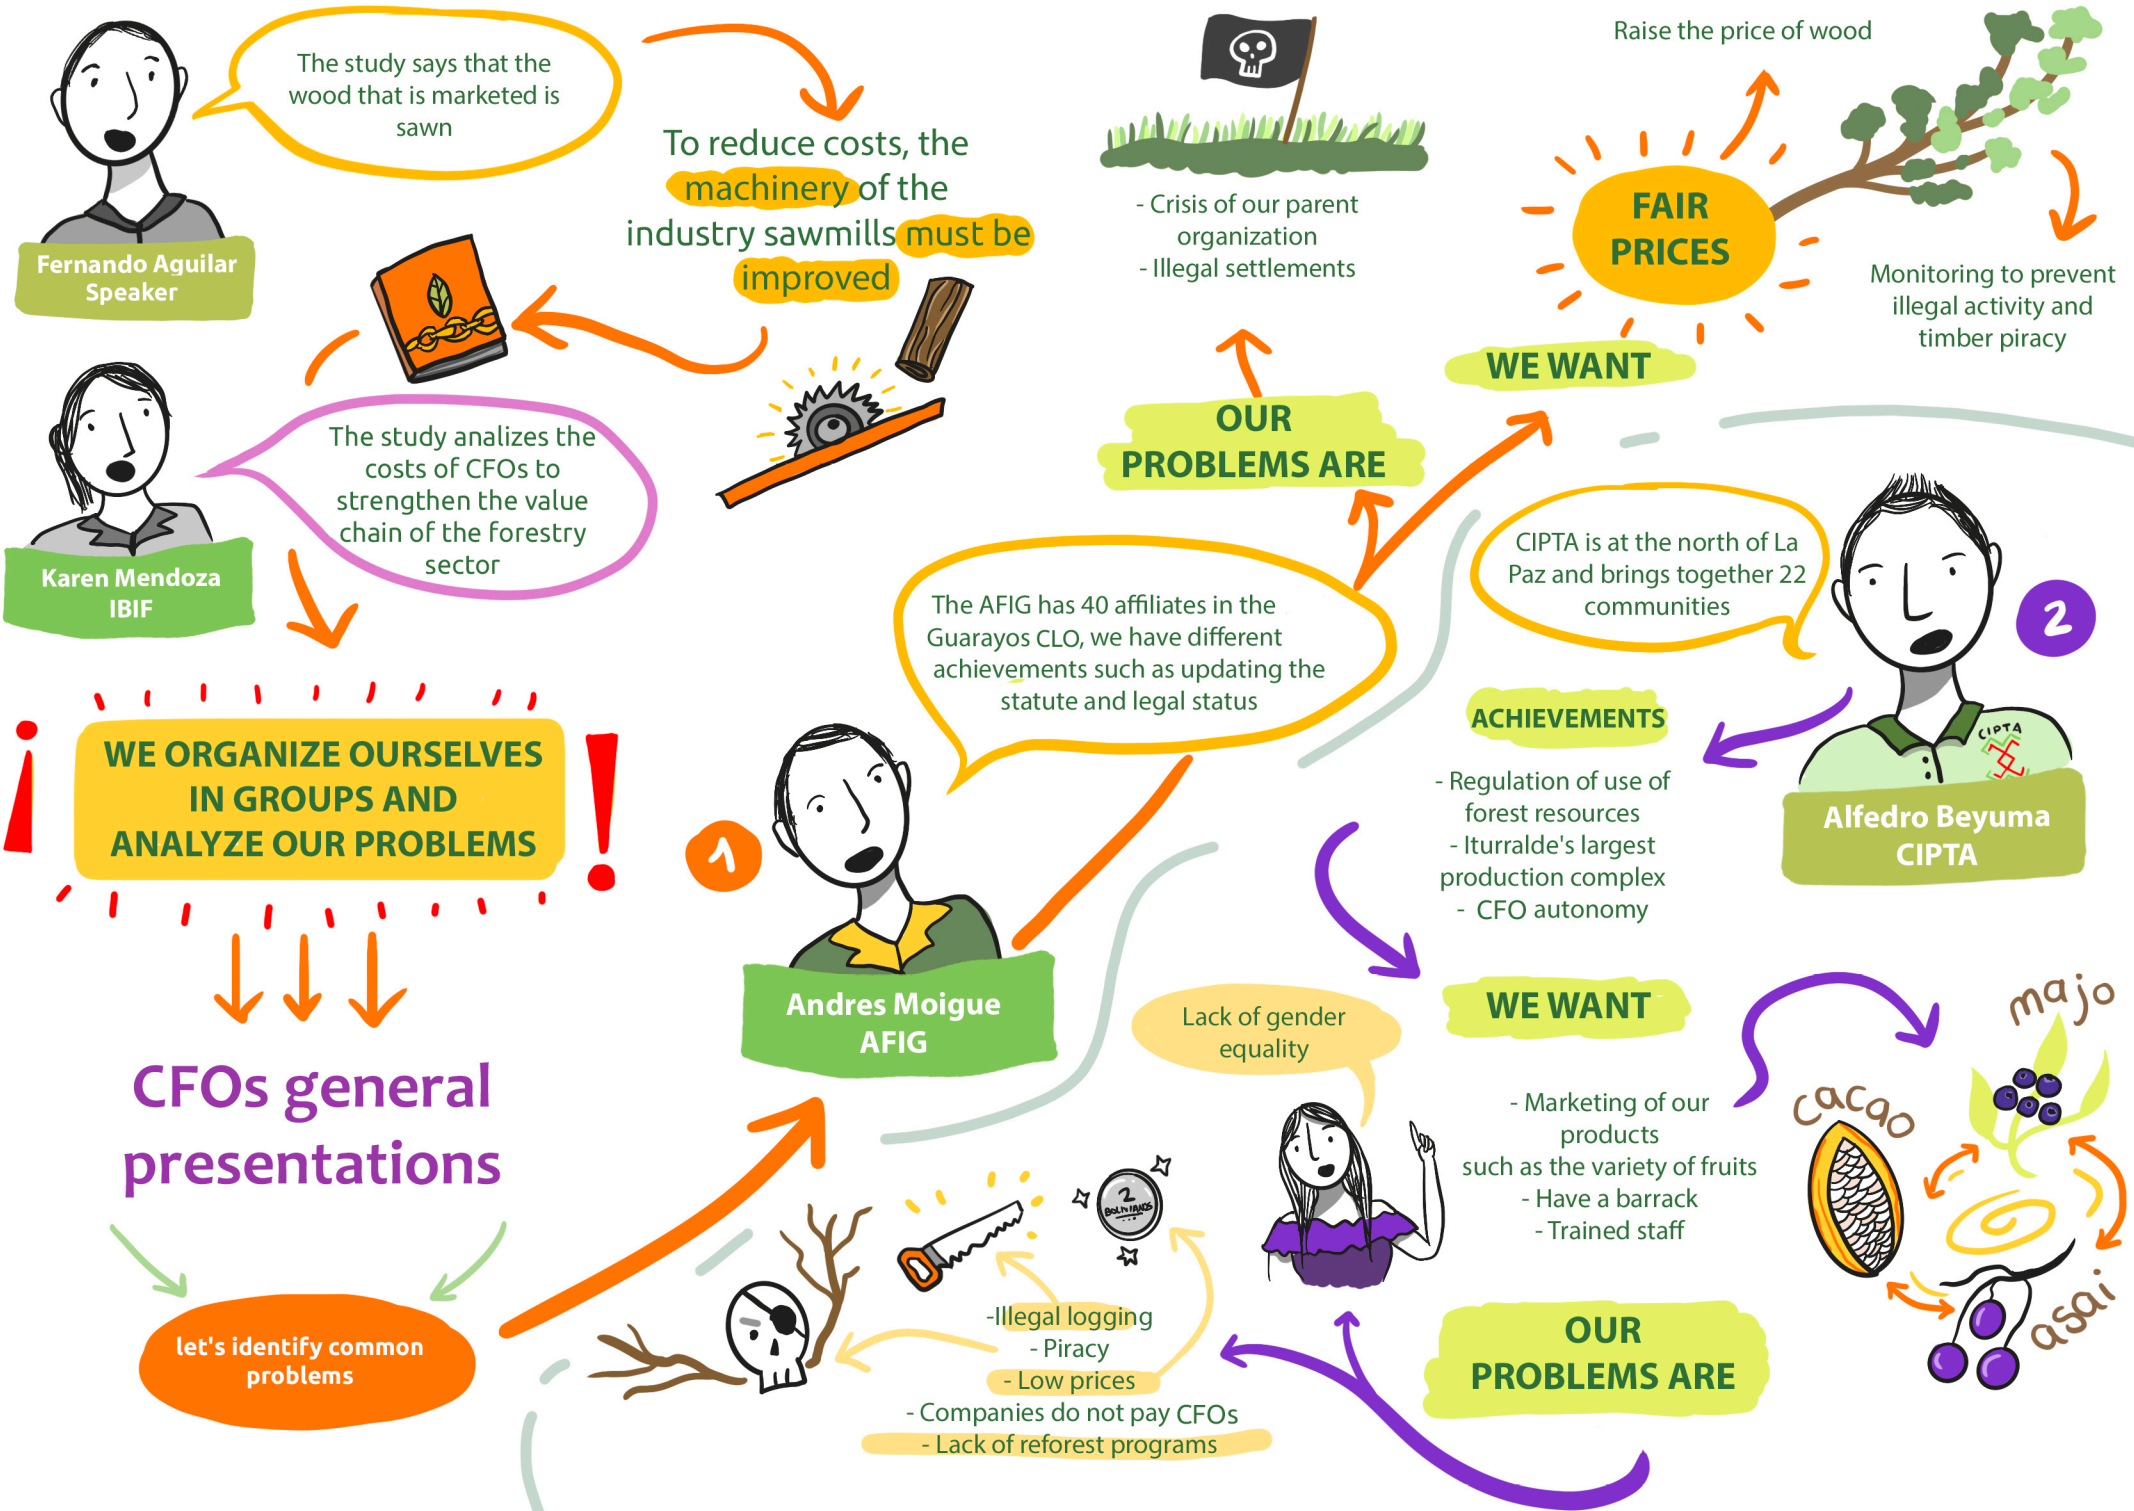 The study says that the
wood that is marketed is
sawn
Fernando Aguilar
Speaker
To reduce costs, the
machinery of the
industry sawmills must be
improved
Karen Mendoza
IBIF
The study analizes the
costs of CFOs to
strengthen the value
chain of the forestry
sector
¡
WE ORGANIZE OURSELVES
IN GROUPS AND
ANALYZE OUR PROBLEMS
!
CFOs general
presentations
let's identify common
problems
1
Andres Moigue
AFIG
The AFIG has 40 affiliates in the
Guarayos CLO, we have different
achievements such as updating the
statute and legal status
OUR
PROBLEMS ARE
- Crisis of our parent
organization
- Illegal settlements
WE WANT
FAIR
PRICES
Raise the price of wood
Monitoring to prevent
illegal activity and
timber piracy
2
CIPTA is at the north of La
Paz and brings together 22
communities
CIPTA
Alfedro Beyuma
CIPTA
ACHIEVEMENTS
- Regulation of use of
forest resources
- Iturralde's largest
production complex
- CFO autonomy
WE WANT
- Marketing of our
products
such as the variety of fruits
- Have a barrack
- Trained staff
majo
cacao
asai
OUR
PROBLEMS ARE
Lack of gender
equality
2
BOLIVIANOS
-Illegal logging
- Piracy
- Low prices
- Companies do not pay CFOs
- Lack of reforest programs